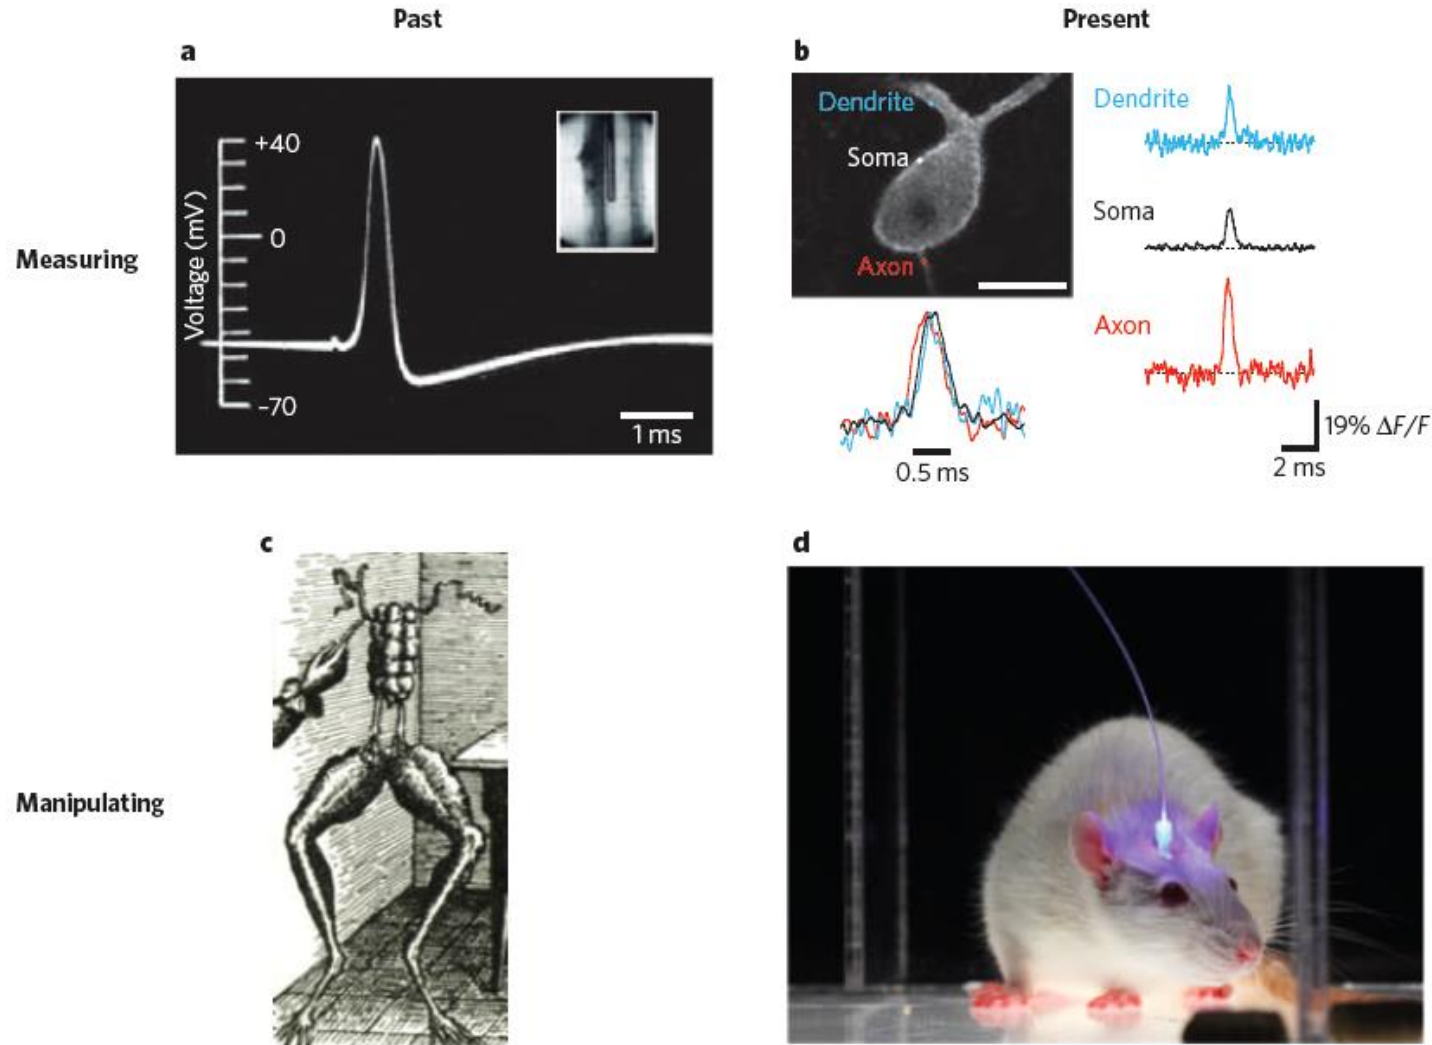 Past
Present
a
b
Measuring
Voltage (mV)
+40
0
–70
1 ms
Dendrite
Soma
Axon
0.5 ms
Dendrite
Soma
Axon
19% ΔF/F
2 ms
c
d
Manipulating